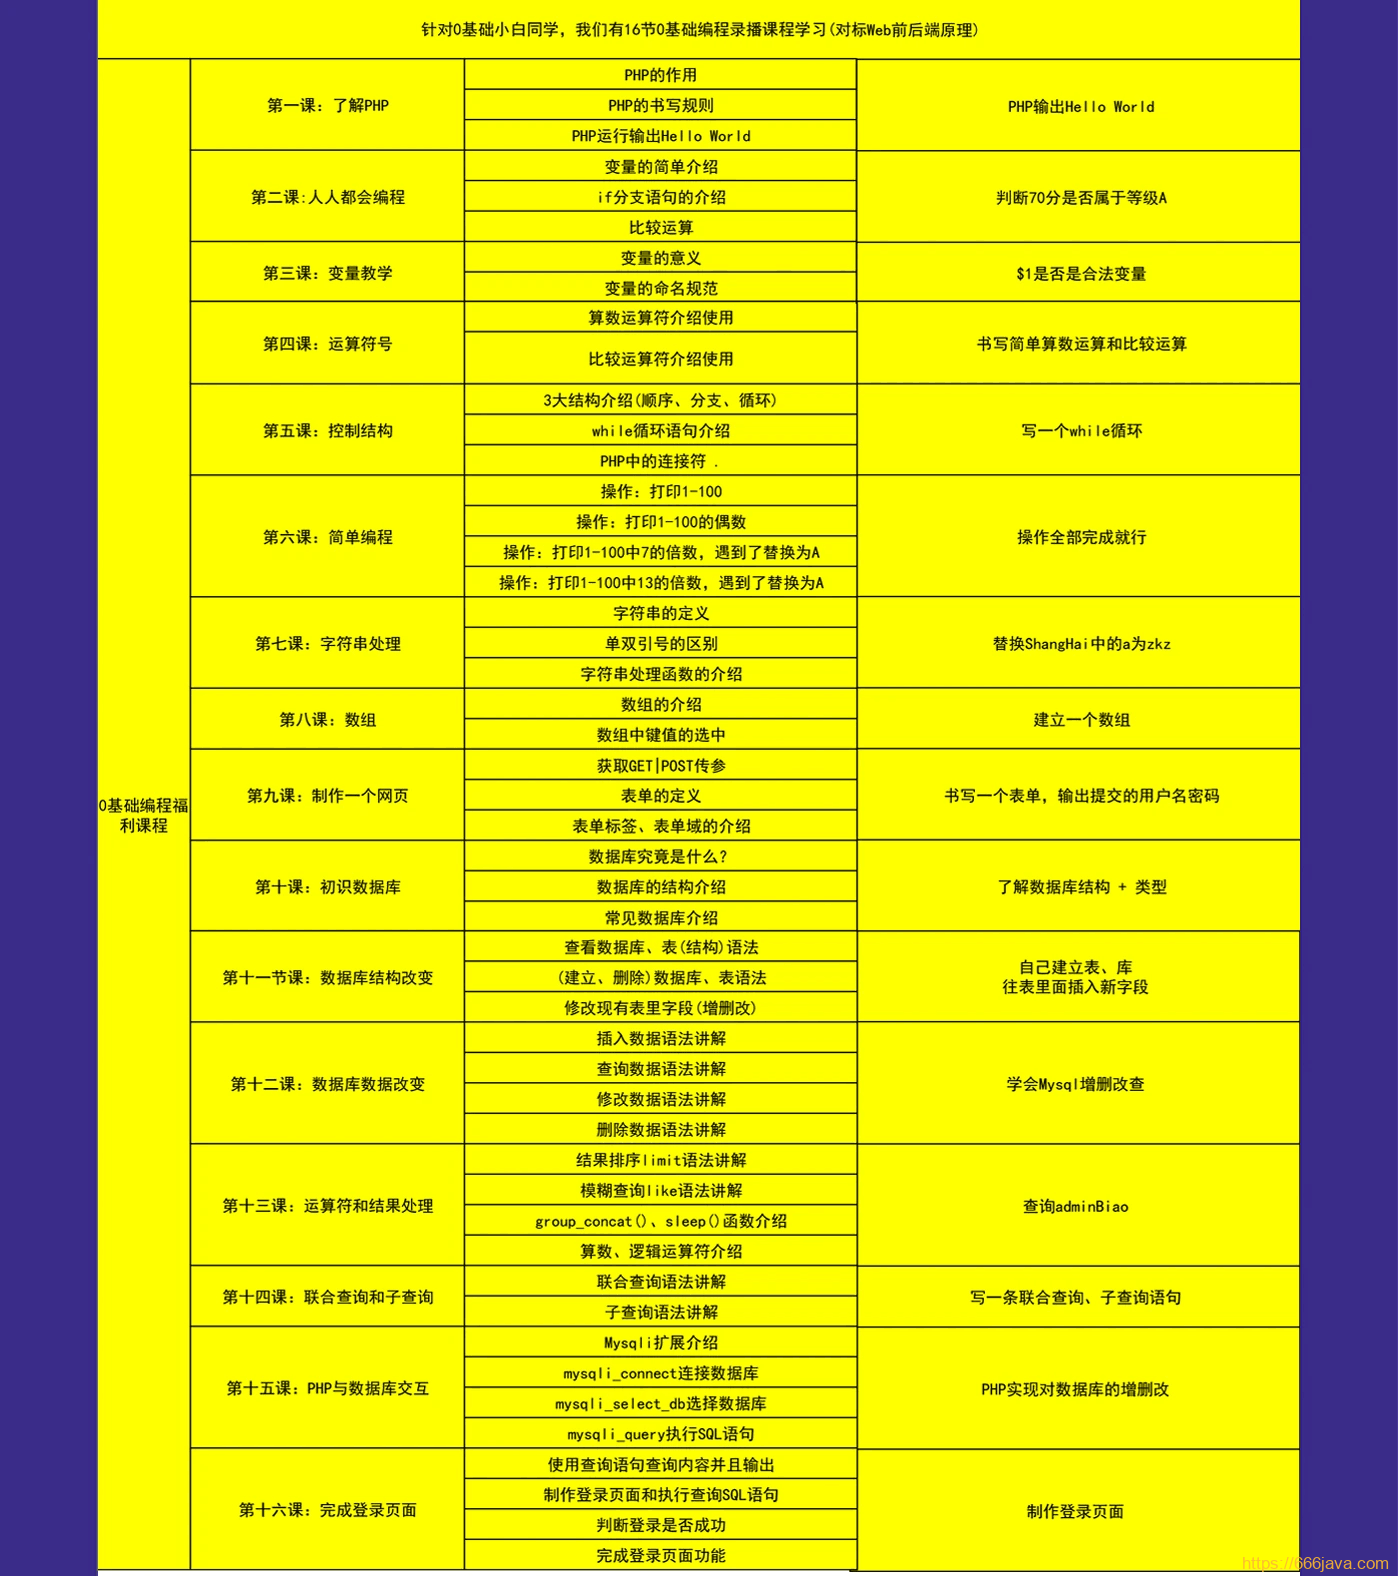 针对0基础小白同学，我们有16节0基础编程录播课程学习(对标Web前后端原理)
0基础编程福
利课程
第一课：了解PHP
PHP的作用
PHP的书写规则
PHP运行输出Hello World
PHP输出Hello World
第二课:人人都会编程
变量的简单介绍
if分支语句的介绍
比较运算
判断70分是否属于等级A
第三课：变量教学
变量的意义
变量的命名规范
$1是否是合法变量
第四课：运算符号
算数运算符介绍使用
比较运算符介绍使用
书写简单算数运算和比较运算
第五课：控制结构
3大结构介绍(顺序、分支、循环)
while循环语句介绍
PHP中的连接符 .
写一个while循环
第六课：简单编程
操作：打印1-100
操作：打印1-100的偶数
操作：打印1-100中7的倍数，遇到了替换为A
操作：打印1-100中13的倍数，遇到了替换为A
操作全部完成就行
第七课：字符串处理
字符串的定义
单双引号的区别
字符串处理函数的介绍
替换ShangHai中的a为zkz
第八课：数组
数组的介绍
数组中键值的选中
建立一个数组
第九课：制作一个网页
获取GET|POST传参
表单的定义
表单标签、表单域的介绍
书写一个表单，输出提交的用户名密码
第十课：初识数据库
数据库究竟是什么?
数据库的结构介绍
常见数据库介绍
了解数据库结构 + 类型
第十一节课：数据库结构改变
查看数据库、表(结构)语法
(建立、删除)数据库、表语法
修改现有表里字段(增删改)
自己建立表、库
往表里面插入新字段
第十二课：数据库数据改变
插入数据语法讲解
查询数据语法讲解
修改数据语法讲解
删除数据语法讲解
学会Mysql增删改查
第十三课：运算符和结果处理
结果排序limit语法讲解
模糊查询like语法讲解
group_concat()、sleep()函数介绍
算数、逻辑运算符介绍
查询adminBiao
第十四课：联合查询和子查询
联合查询语法讲解
子查询语法讲解
写一条联合查询、子查询语句
第十五课：PHP与数据库交互
Mysqli扩展介绍
mysqli_connect连接数据库
mysqli_select_db选择数据库
mysqli_query执行SQL语句
PHP实现对数据库的增删改
第十六课：完成登录页面
使用查询语句查询内容并且输出
制作登录页面和执行查询SQL语句
判断登录是否成功
完成登录页面功能
制作登录页面
https://666java.com